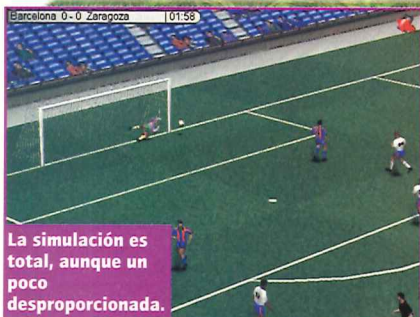 Barcelona 0-0 Zaragoza 01:58
La simulación es
total, aunque un
poco
desproporcionada.